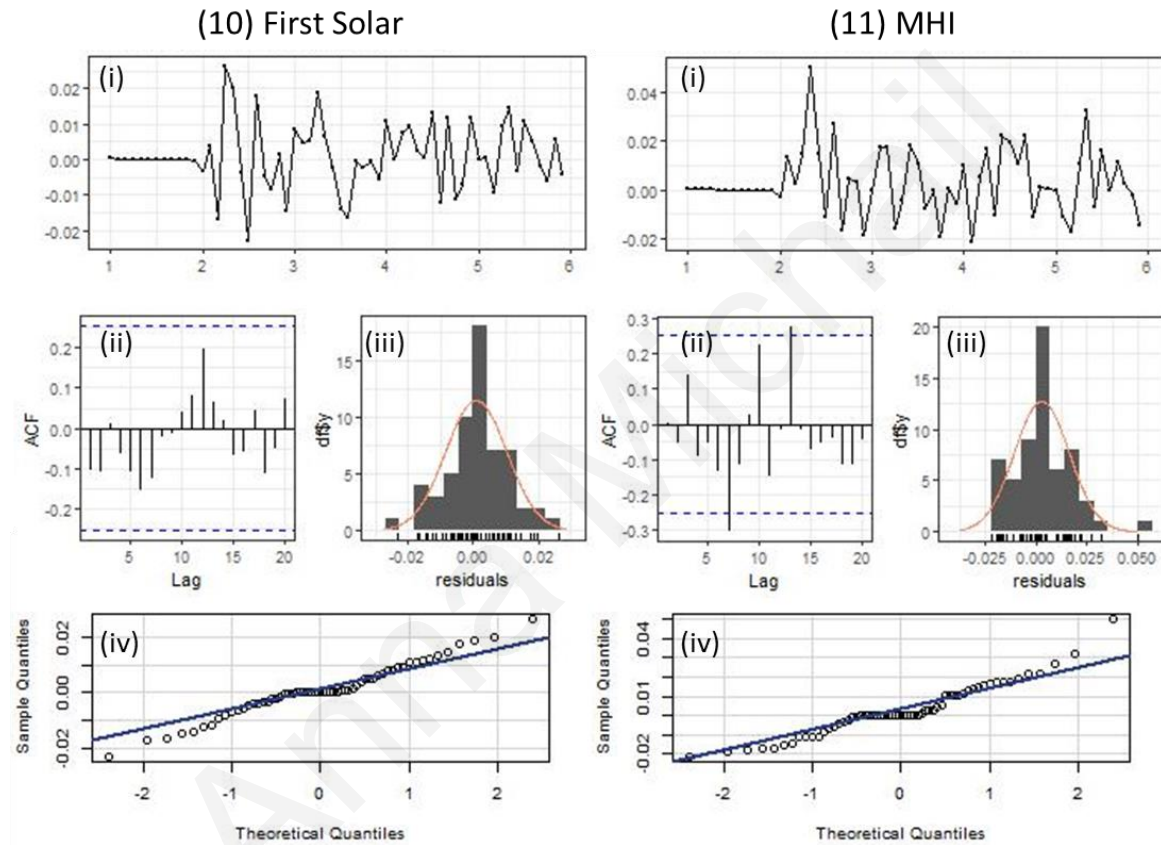 (10) First Solar
(i)
0.02
0.01
0.00
-0.01
-0.02
1 2 3 4 5 6
(ii)
0.2
0.1
0.0
-0.1
-0.2
ACF
5 10 15 20
Lag
(iii)
15
10
5
0
df$y
-0.02 0.00 0.02
residuals
(iv)
0.02
0.00
-0.02
Sample Quantiles
-2 -1 0 1 2
Theoretical Quantiles
(11) MHI
(i)
0.04
0.02
0.00
-0.02
1 2 3 4 5 6
(ii)
0.3
0.2
0.1
0.0
-0.1
-0.2
-0.3
ACF
5 10 15 20
Lag
(iii)
20
15
10
5
0
df$y
-0.025 0.000 0.025 0.050
residuals
(iv)
0.04
0.01
-0.02
Sample Quantiles
-2 -1 0 1 2
Theoretical Quantiles
Anna Michail